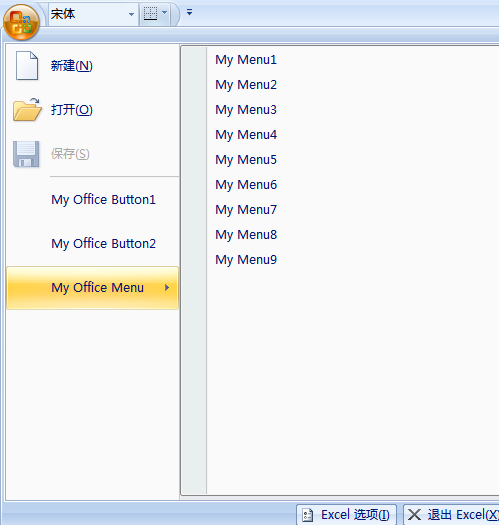 宋体
新建(N)
打开(O)
保存(S)
My Office Button1
My Office Button2
My Office Menu
My Menu1
My Menu2
My Menu3
My Menu4
My Menu5
My Menu6
My Menu7
My Menu8
My Menu9
Excel 选项(I)
退出 Excel(X